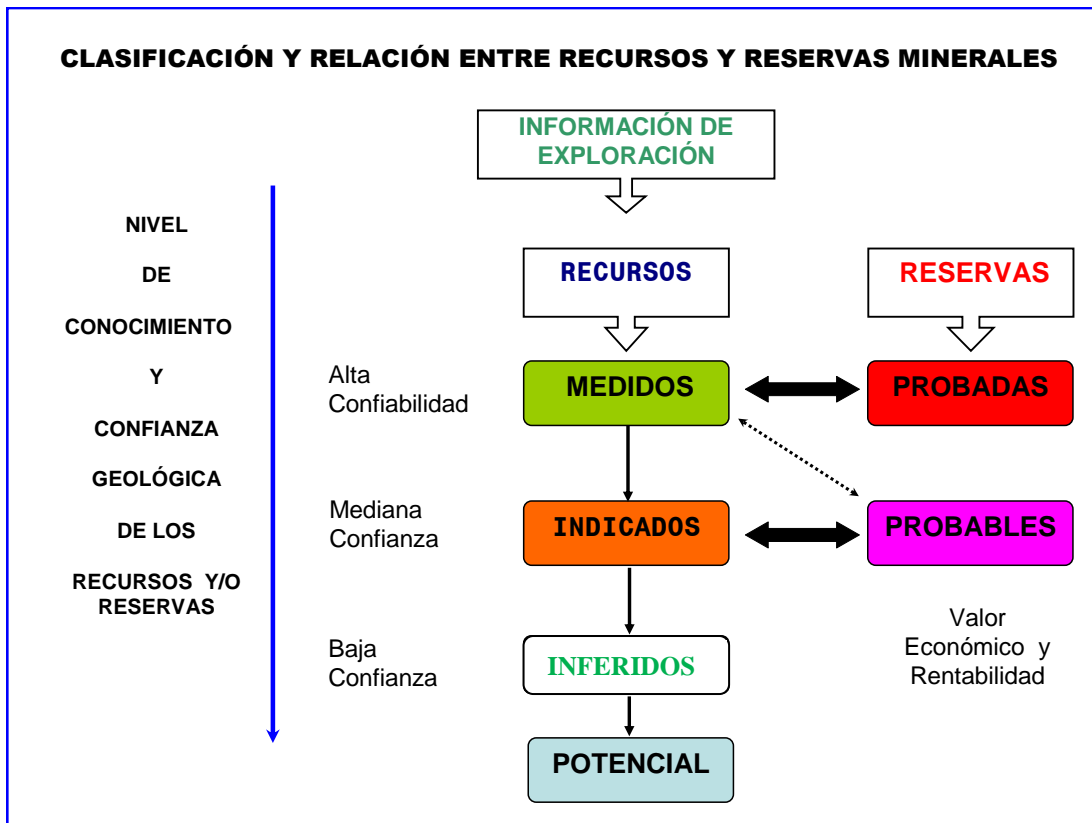 CLASIFICACIÓN Y RELACIÓN ENTRE RECURSOS Y RESERVAS MINERALES
INFORMACIÓN DE
EXPLORACIÓN
NIVEL
DE
CONOCIMIENTO
Y
CONFIANZA
GEOLÓGICA
DE LOS
RECURSOS Y/O
RESERVAS
RECURSOS
RESERVAS
Alta
Confiabilidad
MEDIDOS
PROBADAS
Mediana
Confianza
INDICADOS
PROBABLES
Baja
Confianza
INFERIDOS
Valor
Económico y
Rentabilidad
POTENCIAL